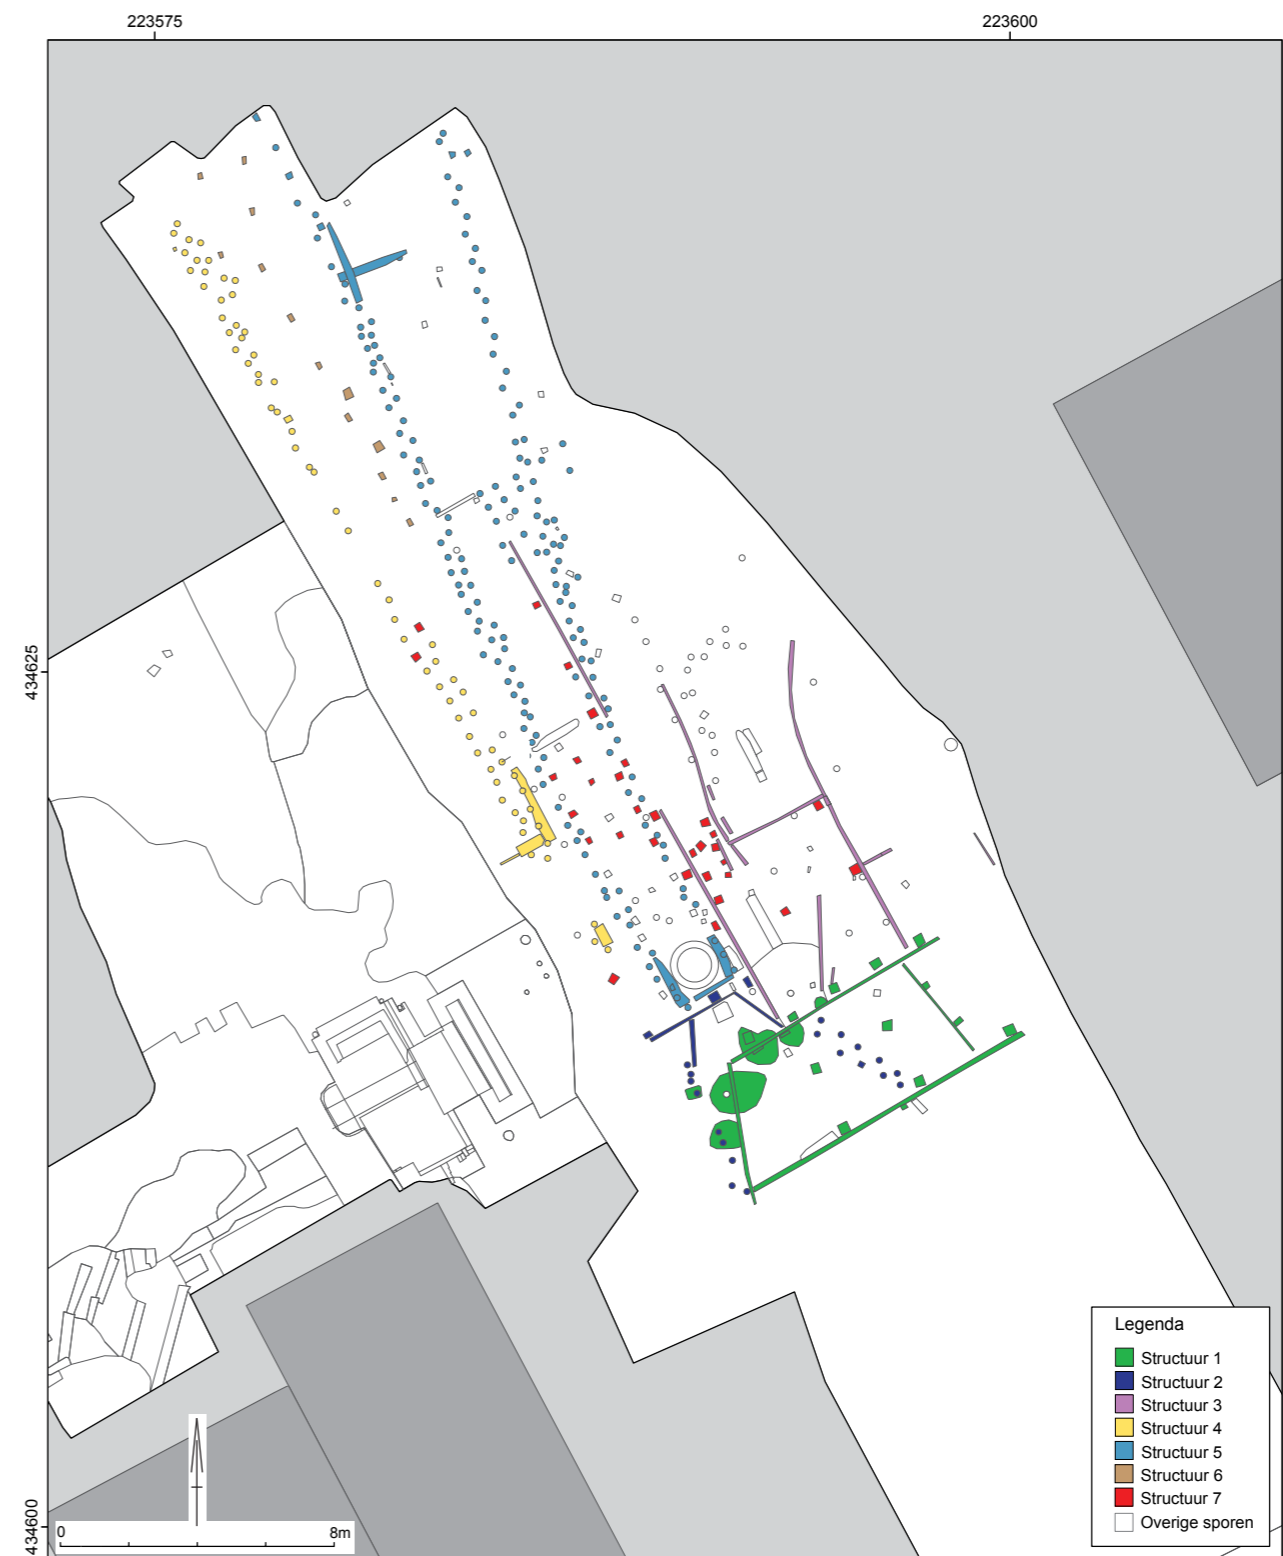 223575
223600
434625
434600
0
8m
Legenda
Structuur 1
Structuur 2
Structuur 3
Structuur 4
Structuur 5
Structuur 6
Structuur 7
Overige sporen